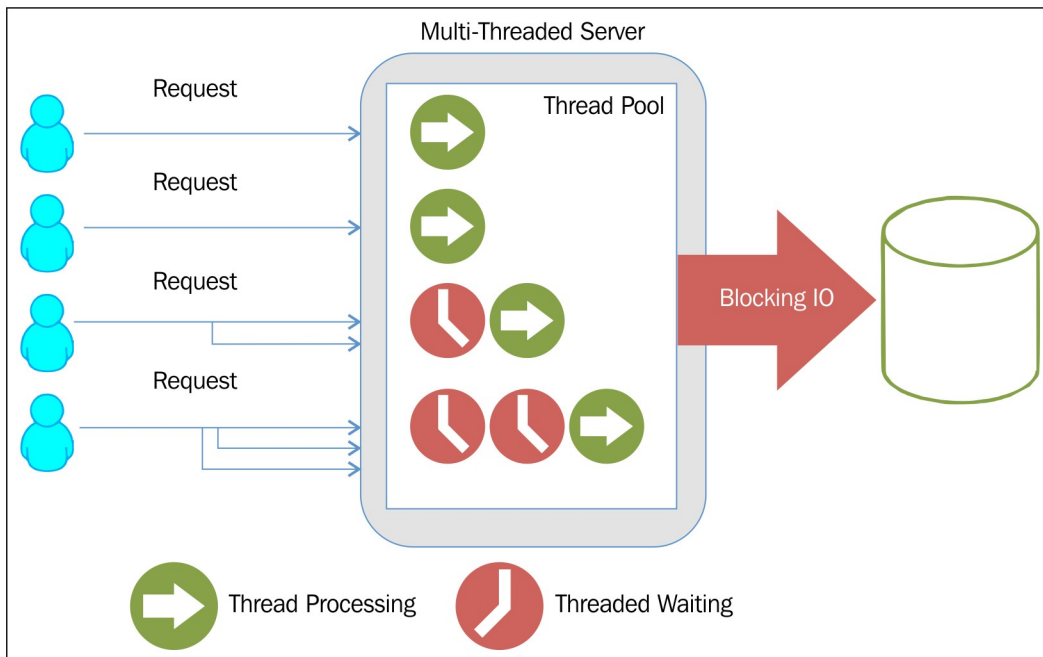 Multi-Threaded Server
Request
Thread Pool
Request
Request
Blocking IO
Request
Thread Processing
Threaded Waiting